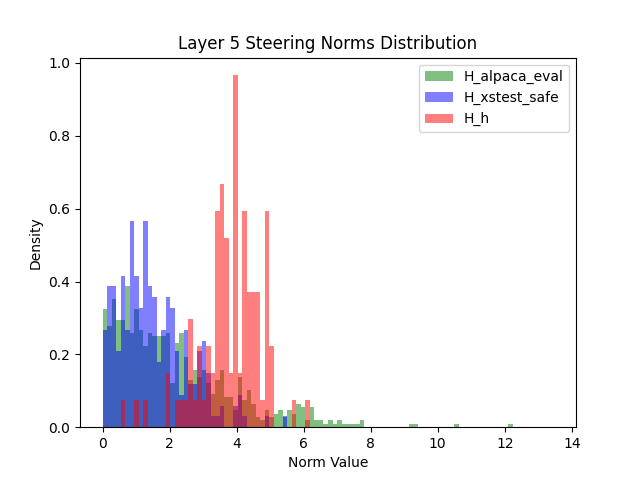 Layer 5 Steering Norms Distribution
H_alpaca_eval
H_xstest_safe
H_h
1.0
0.8
0.6
0.4
0.2
0.0
Density
0 2 4 6 8 10 12 14
Norm Value